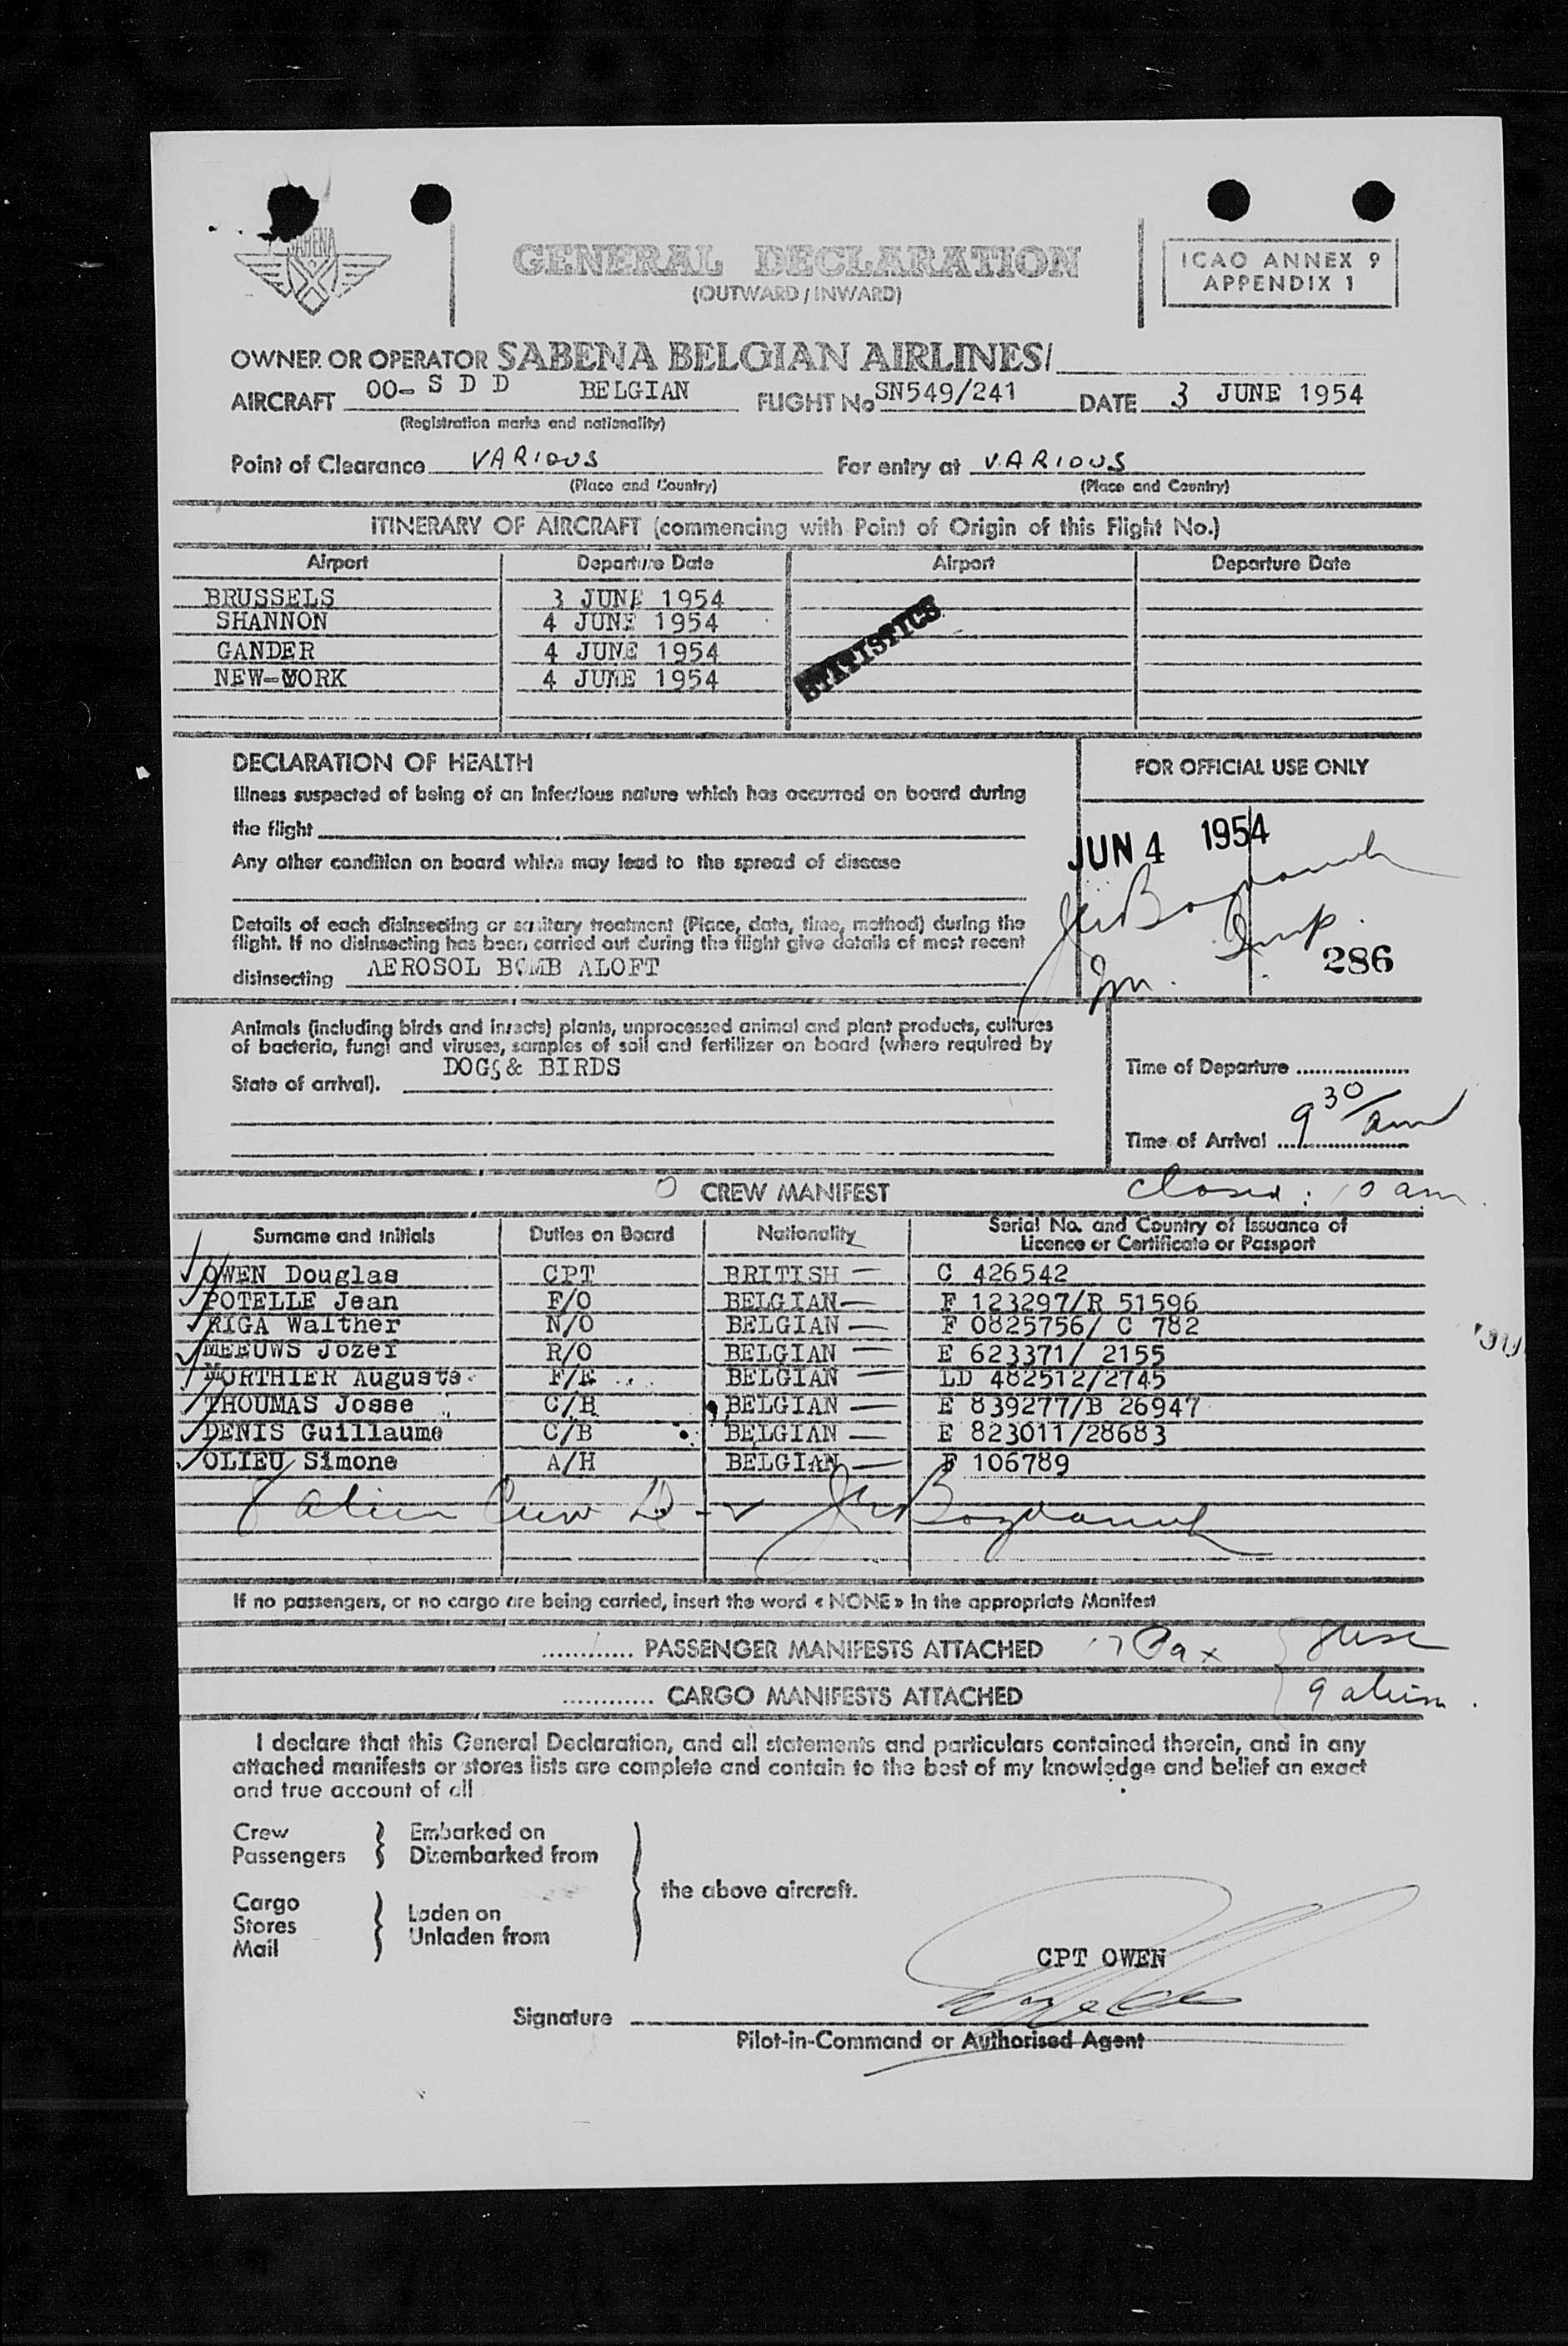 SABENA
GENERAL DECLARATION
(OUTWARD / INWARD)
ICAO ANNEX 9
APPENDIX 1
OWNER OR OPERATOR SABENA BELGIAN AIRLINES/
AIRCRAFT OO- S D D BELGIAN FLIGHT No SN549/241 DATE 3 JUNE 1954
(Registration marks and nationality)
Point of Clearance VARIOUS For entry at VARIOUS
(Place and Country) (Place and Country)
ITINERARY OF AIRCRAFT (commencing with Point of Origin of this Flight No.)
Airport Departure Date Airport Departure Date
BRUSSELS 3 JUNE 1954
SHANNON 4 JUNE 1954
GANDER 4 JUNE 1954
NEW-YORK 4 JUNE 1954
STATISTICS
DECLARATION OF HEALTH
FOR OFFICIAL USE ONLY
Illness suspected of being of an infectious nature which has occurred on board during
the flight
JUN 4 1954
Any other condition on board which may lead to the spread of disease
Details of each disinsecting or sanitary treatment (Place, date, time, method) during the
flight. If no disinsecting has been carried out during the flight give details of most recent
disinsecting AEROSOL BOMB ALOFT
Imp.
286
Animals (including birds and insects) plants, unprocessed animal and plant products, cultures
of bacteria, fungi and viruses, samples of soil and fertilizer on board (where required by
State of arrival). DOGS & BIRDS
Time of Departure
Time of Arrival 9 30/am
closed: 10 am
CREW MANIFEST
Surname and Initials Duties on Board Nationality Serial No. and Country of Issuance of
Licence or Certificate or Passport
OWEN Douglas CPT BRITISH — C 426542
POTELLE Jean F/O BELGIAN — F 123297/R 51596
RIGA Walther N/O BELGIAN — F 0825756/ C 782
MEEUWS Jozef R/O BELGIAN — E 623371/ 2155
MORTHIER Auguste F/E BELGIAN — LD 482512/2745
THOUMAS Josse C/B BELGIAN — E 839277/B 26947
DENIS Guillaume C/B BELGIAN — E 823011/28683
OLIEU Simone A/H BELGIAN — F 106789
8 alien Crew
If no passengers, or no cargo are being carried, insert the word « NONE » in the appropriate Manifest
PASSENGER MANIFESTS ATTACHED 17 Pax 8 usc
CARGO MANIFESTS ATTACHED 9 alien
I declare that this General Declaration, and all statements and particulars contained therein, and in any
attached manifests or stores lists are complete and contain to the best of my knowledge and belief an exact
and true account of all
Crew Embarked on
Passengers Disembarked from
the above aircraft.
Cargo
Stores Laden on
Mail Unladen from
CPT OWEN
Signature
Pilot-in-Command or Authorised Agent